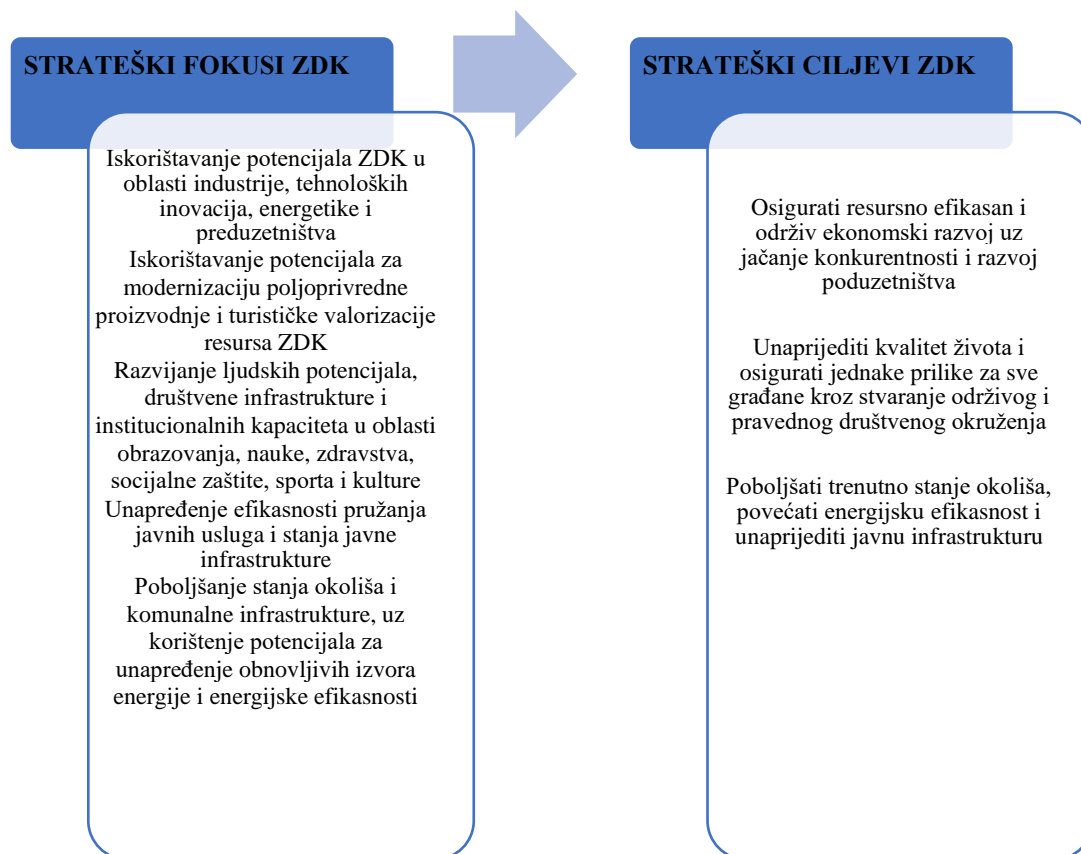 STRATEŠKI FOKUSI ZDK
Iskorištavanje potencijala ZDK u
oblasti industrije, tehnoloških
inovacija, energetike i
preduzetništva
Iskorištavanje potencijala za
modernizaciju poljoprivredne
proizvodnje i turističke valorizacije
resursa ZDK
Razvijanje ljudskih potencijala,
društvene infrastrukture i
institucionalnih kapaciteta u oblasti
obrazovanja, nauke, zdravstva,
socijalne zaštite, sporta i kulture
Unapređenje efikasnosti pružanja
javnih usluga i stanja javne
infrastrukture
Poboljšanje stanja okoliša i
komunalne infrastrukture, uz
korištenje potencijala za
unapređenje obnovljivih izvora
energije i energijske efikasnosti
STRATEŠKI CILJEVI ZDK
Osigurati resursno efikasan i
održiv ekonomski razvoj uz
jačanje konkurentnosti i razvoj
poduzetništva
Unaprijediti kvalitet života i
osigurati jednake prilike za sve
građane kroz stvaranje održivog i
pravednog društvenog okruženja
Poboljšati trenutno stanje okoliša,
povećati energijsku efikasnost i
unaprijediti javnu infrastrukturu